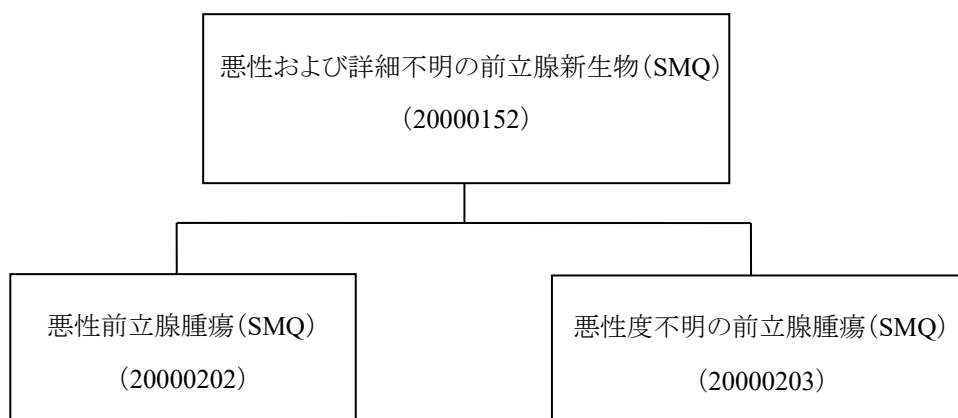 悪性および詳細不明の前立腺新生物(SMQ)
(20000152)
悪性前立腺腫瘍(SMQ)
(20000202)
悪性度不明の前立腺腫瘍(SMQ)
(20000203)